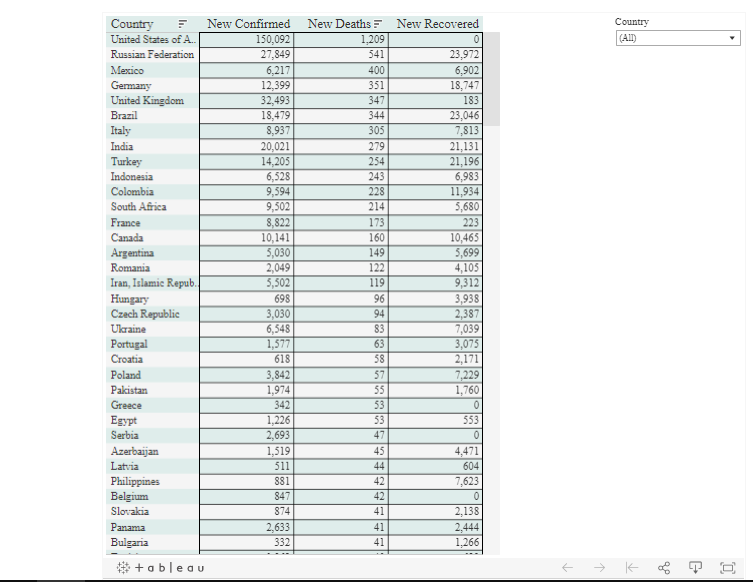 Country New Confirmed New Deaths New Recovered
United States of A.. 150,092 1,209 0
Russian Federation 27,849 541 23,972
Mexico 6,217 400 6,902
Germany 12,399 351 18,747
United Kingdom 32,493 347 183
Brazil 18,479 344 23,046
Italy 8,937 305 7,813
India 20,021 279 21,131
Turkey 14,205 254 21,196
Indonesia 6,528 243 6,983
Colombia 9,594 228 11,934
South Africa 9,502 214 5,680
France 8,822 173 223
Canada 10,141 160 10,465
Argentina 5,030 149 5,699
Romania 2,049 122 4,105
Iran, Islamic Repub.. 5,502 119 9,312
Hungary 698 96 3,938
Czech Republic 3,030 94 2,387
Ukraine 6,548 83 7,039
Portugal 1,577 63 3,075
Croatia 618 58 2,171
Poland 3,842 57 7,229
Pakistan 1,974 55 1,760
Greece 342 53 0
Egypt 1,226 53 553
Serbia 2,693 47 0
Azerbaijan 1,519 45 4,471
Latvia 511 44 604
Philippines 881 42 7,623
Belgium 847 42 0
Slovakia 874 41 2,138
Panama 2,633 41 2,444
Bulgaria 332 41 1,266
Country
(All)
+ableau